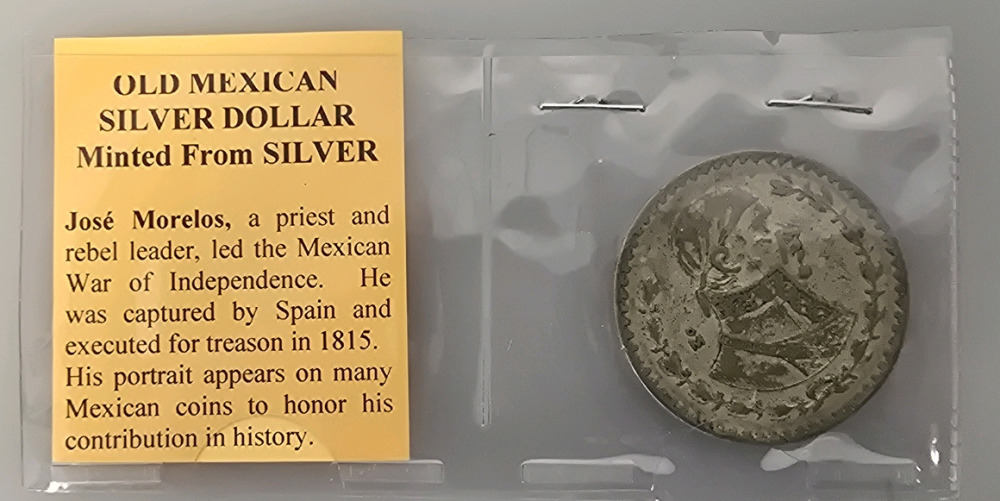 OLD MEXICAN
SILVER DOLLAR
Minted From SILVER
José Morelos, a priest and
rebel leader, led the Mexican
War of Independence. He
was captured by Spain and
executed for treason in 1815.
His portrait appears on many
Mexican coins to honor his
contribution in history.